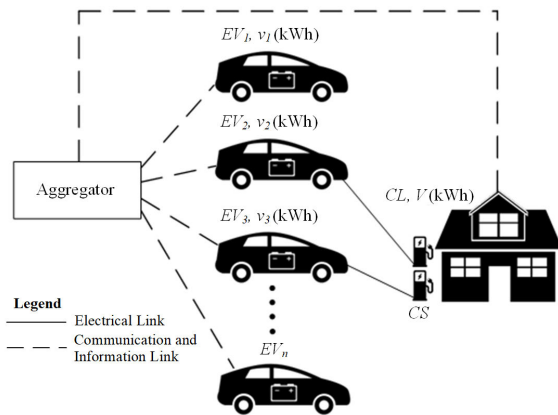 EV1, v1 (kWh)
EV2, v2 (kWh)
Aggregator
CL, V (kWh)
EV3, v3 (kWh)
CS
Legend
Electrical Link
Communication and
Information Link
EVn